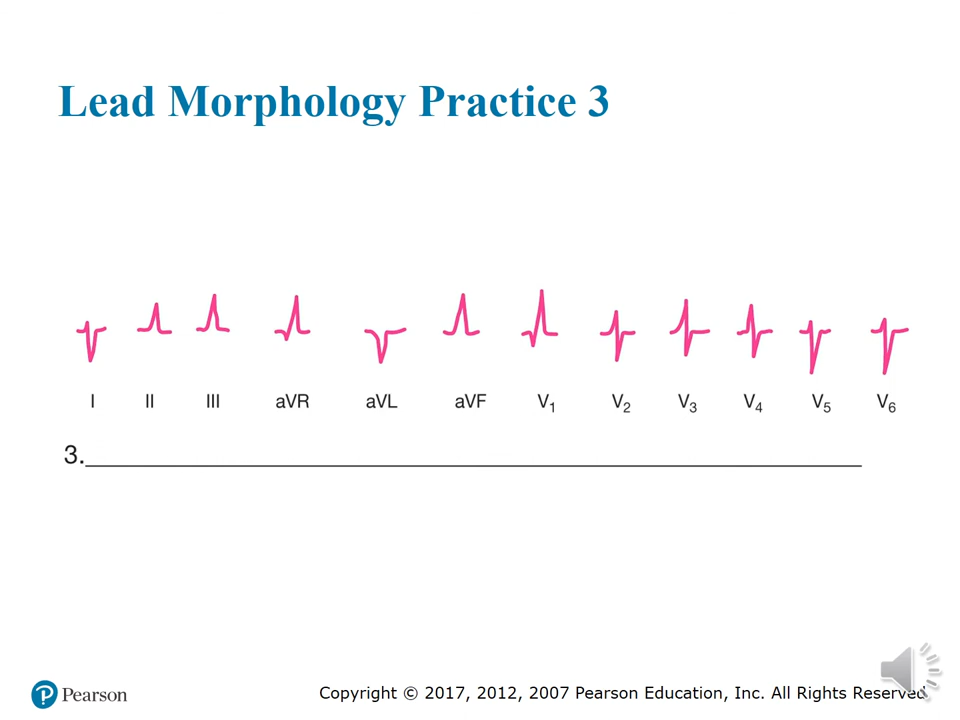 Lead Morphology Practice 3
I II III aVR aVL aVF V₁ V₂ V₃ V₄ V₅ V₆
3.
P Pearson
Copyright © 2017, 2012, 2007 Pearson Education, Inc. All Rights Reserved